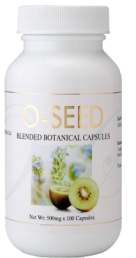 O-SEED
BLENDED BOTANICAL CAPSULES
Net Wt: 500mg x 100 Capsules